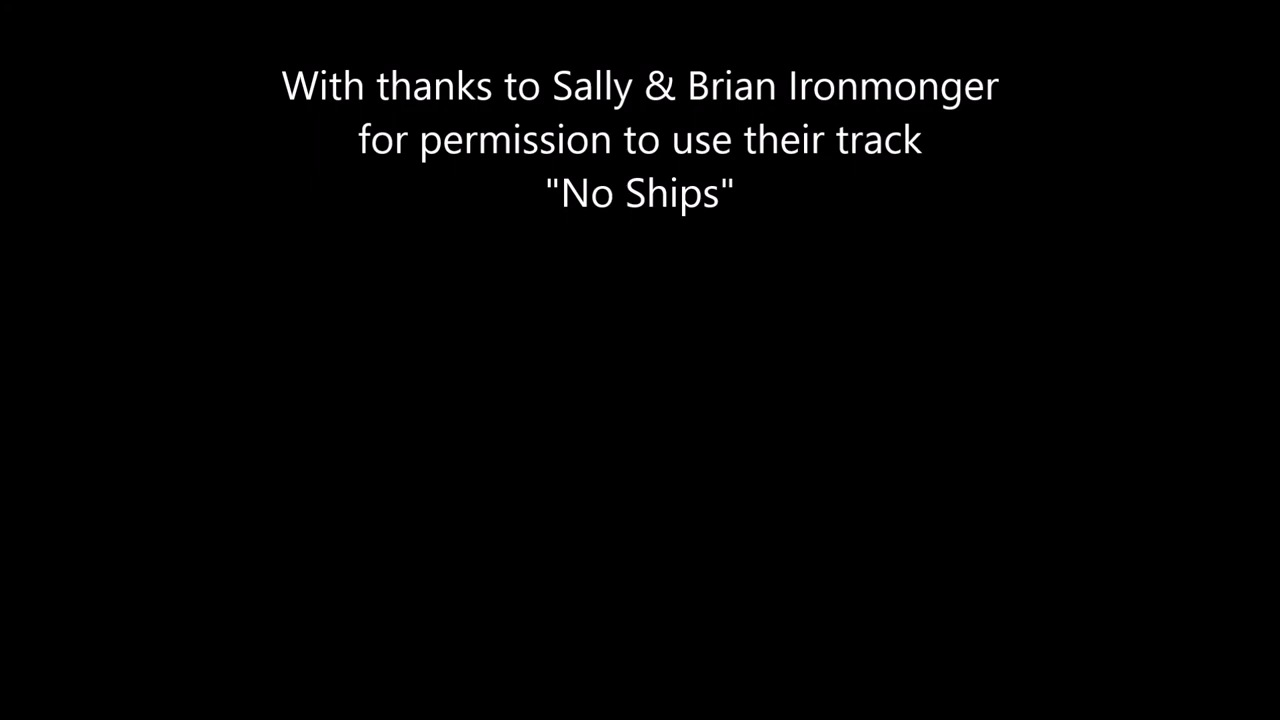 With thanks to Sally & Brian Ironmonger
for permission to use their track
"No Ships"